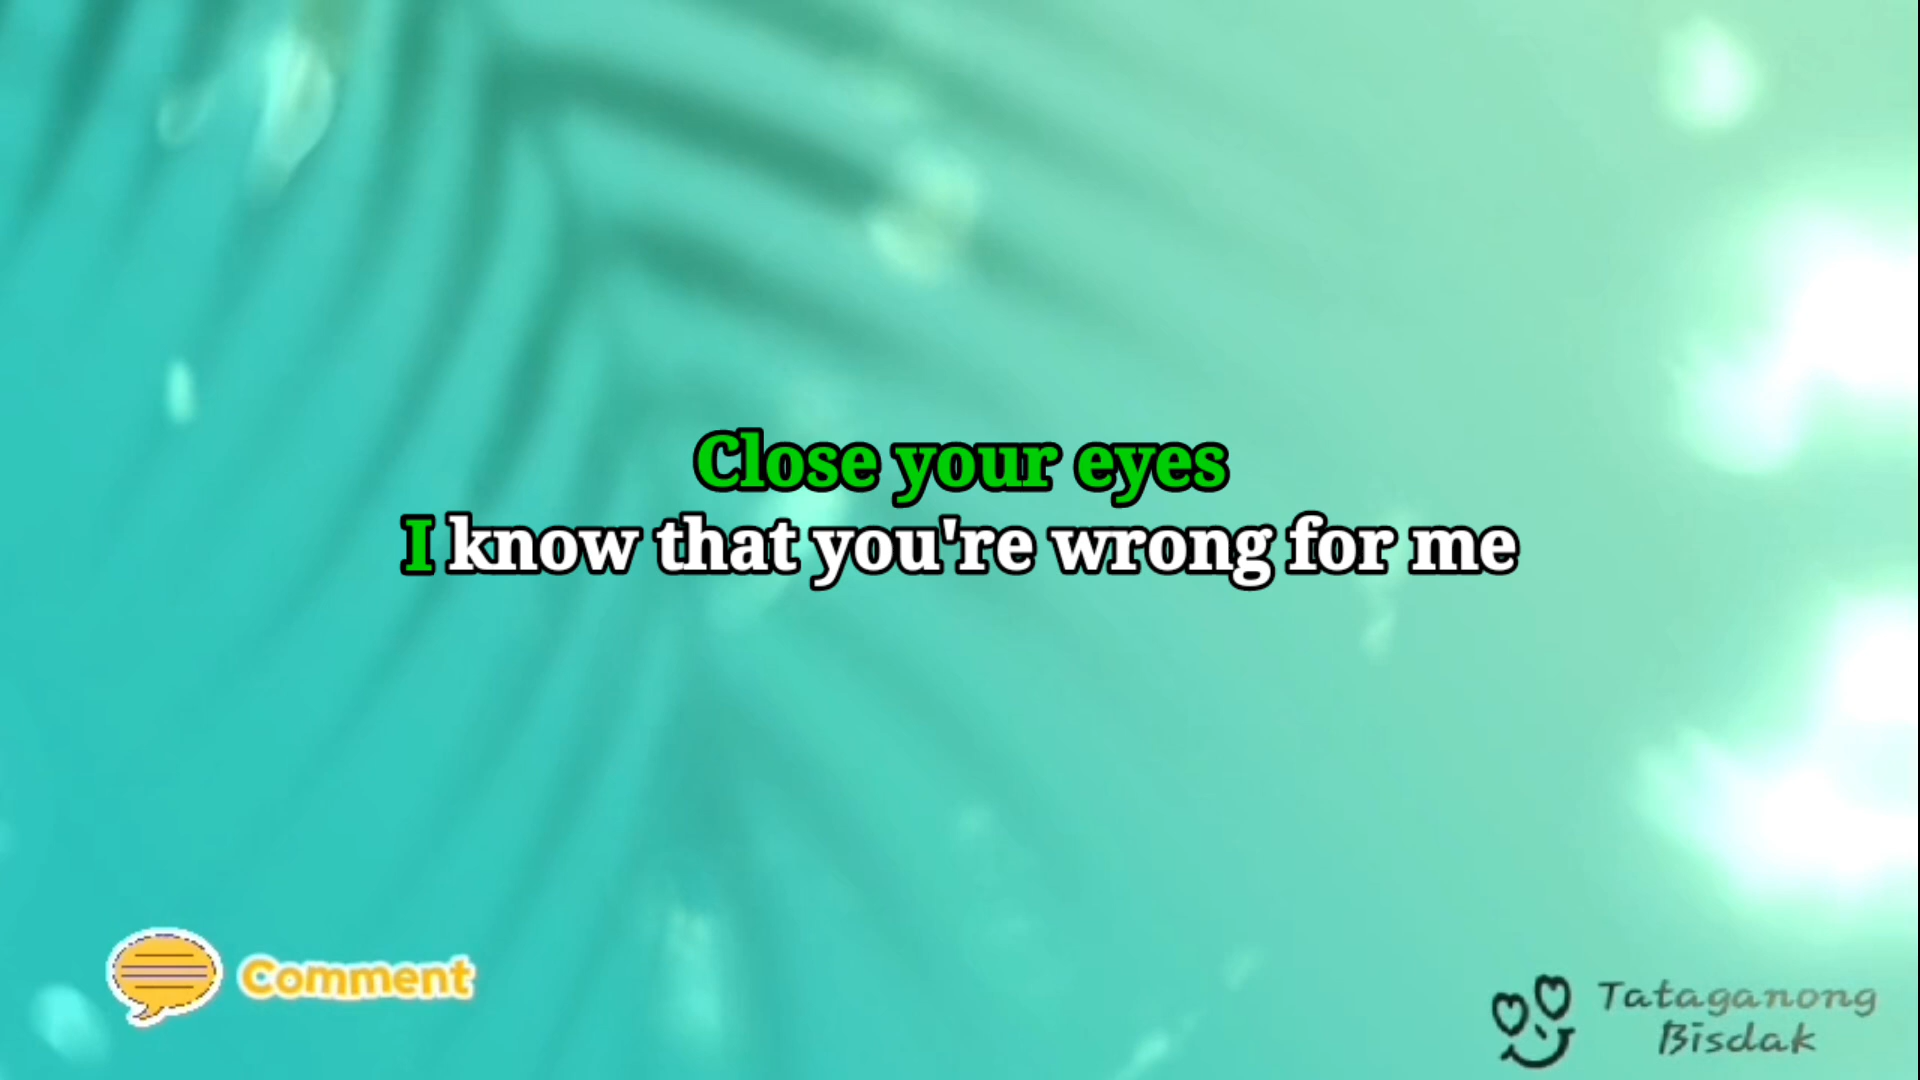 Close your eyes
I know that you're wrong for me
Comment
Tataganong
Bisdak